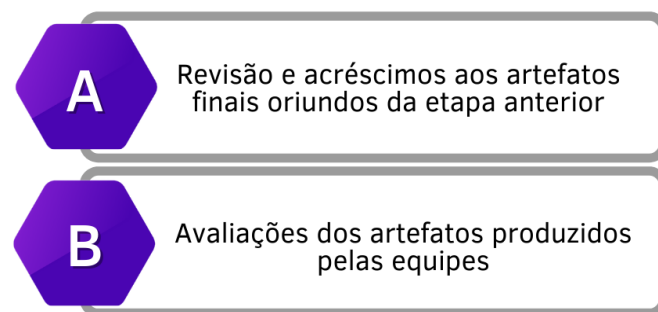 A
Revisão e acréscimos aos artefatos
finais oriundos da etapa anterior
B
Avaliações dos artefatos produzidos
pelas equipes